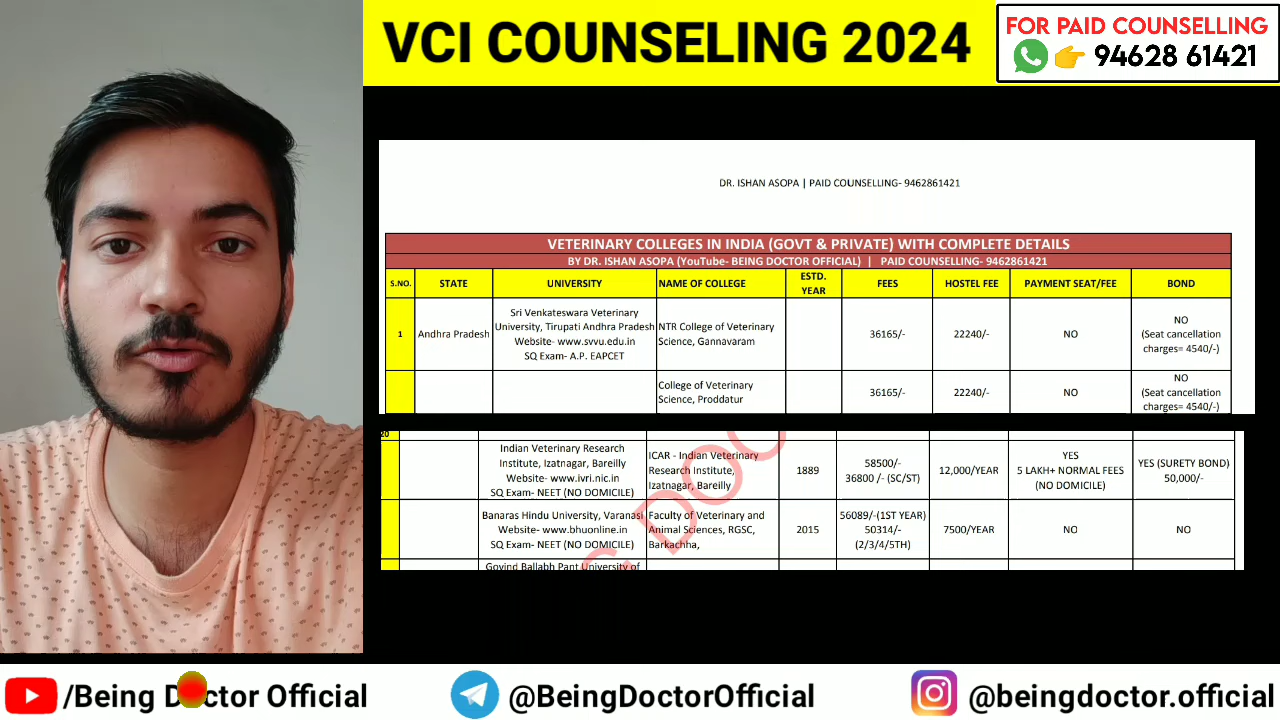 VCI COUNSELING 2024
FOR PAID COUNSELLING
94628 61421
DR. ISHAN ASOPA | PAID COUNSELLING- 9462861421
VETERINARY COLLEGES IN INDIA (GOVT & PRIVATE) WITH COMPLETE DETAILS
BY DR. ISHAN ASOPA (YouTube- BEING DOCTOR OFFICIAL) | PAID COUNSELLING- 9462861421
S.NO. STATE UNIVERSITY NAME OF COLLEGE ESTD. YEAR FEES HOSTEL FEE PAYMENT SEAT/FEE BOND
1
Andhra Pradesh
Sri Venkateswara Veterinary
University, Tirupati Andhra Pradesh
Website- www.svvu.edu.in
SQ Exam- A.P. EAPCET
NTR College of Veterinary
Science, Gannavaram
36165/-
22240/-
NO
NO
(Seat cancellation
charges= 4540/-)
College of Veterinary
Science, Proddatur
36165/-
22240/-
NO
NO
(Seat cancellation
charges= 4540/-)
20
Indian Veterinary Research
Institute, Izatnagar, Bareilly
Website- www.ivri.nic.in
SQ Exam- NEET (NO DOMICILE)
ICAR - Indian Veterinary
Research Institute,
Izatnagar, Bareilly
1889
58500/-
36800 /- (SC/ST)
12,000/YEAR
YES
5 LAKH+ NORMAL FEES
(NO DOMICILE)
YES (SURETY BOND)
50,000/-
Banaras Hindu University, Varanasi
Website- www.bhuonline.in
SQ Exam- NEET (NO DOMICILE)
Faculty of Veterinary and
Animal Sciences, RGSC,
Barkachha,
2015
56089/-(1ST YEAR)
50314/-
(2/3/4/5TH)
7500/YEAR
NO
NO
Govind Ballabh Pant University of
/Being Doctor Official
@BeingDoctorOfficial
@beingdoctor.official